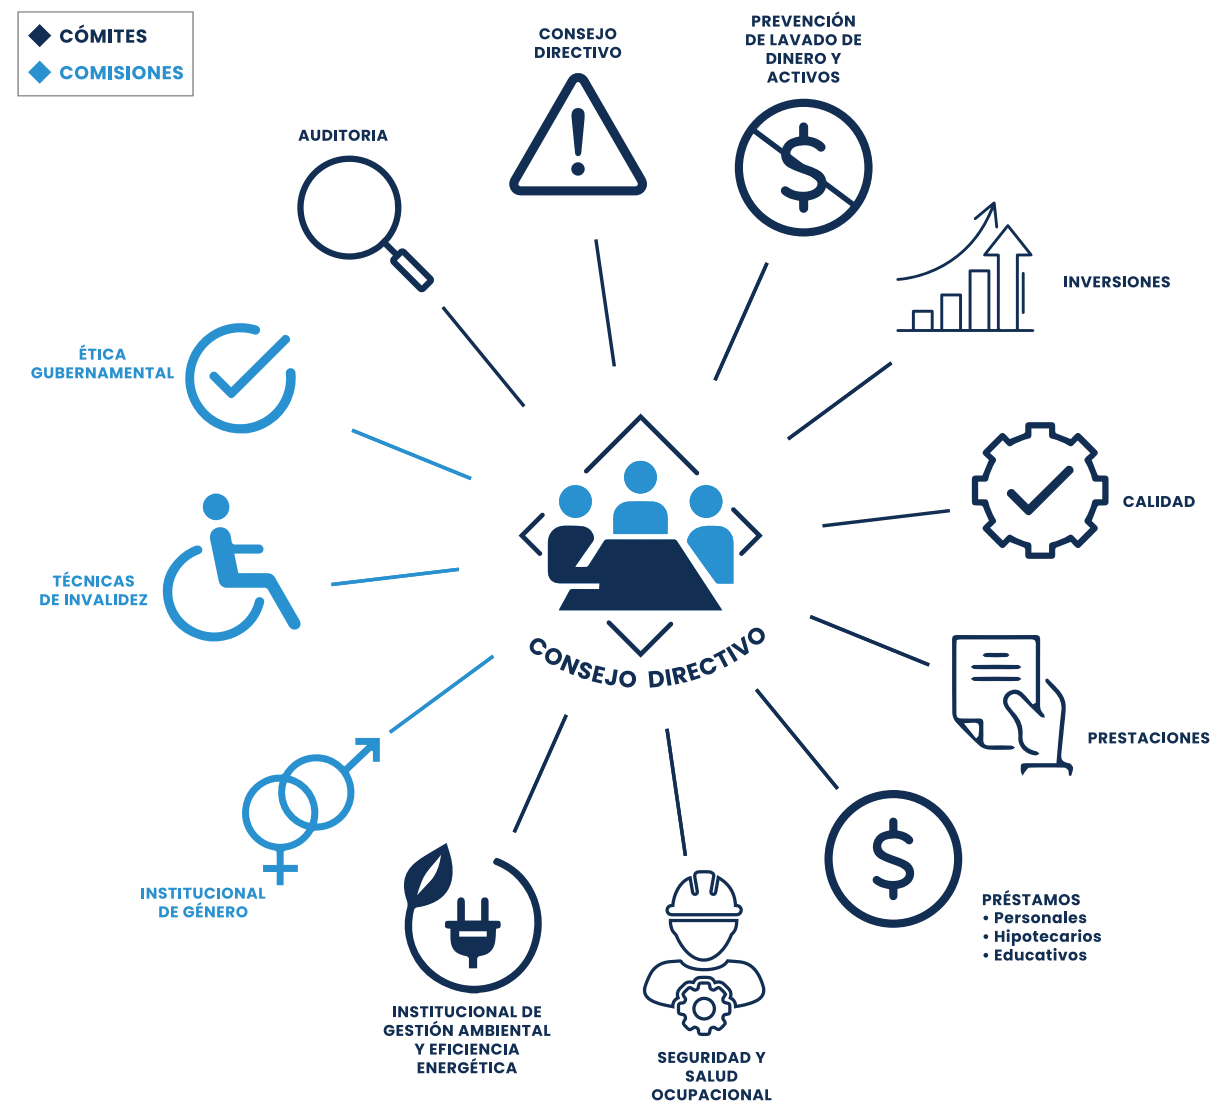 CÓMITES
COMISIONES
CONSEJO
DIRECTIVO
PREVENCIÓN
DE LAVADO DE
DINERO Y
ACTIVOS
AUDITORIA
INVERSIONES
ÉTICA
GUBERNAMENTAL
CALIDAD
TÉCNICAS
DE INVALIDEZ
CONSEJO DIRECTIVO
PRESTACIONES
INSTITUCIONAL
DE GÉNERO
PRÉSTAMOS
• Personales
• Hipotecarios
• Educativos
INSTITUCIONAL DE
GESTIÓN AMBIENTAL
Y EFICIENCIA
ENERGÉTICA
SEGURIDAD Y
SALUD
OCUPACIONAL